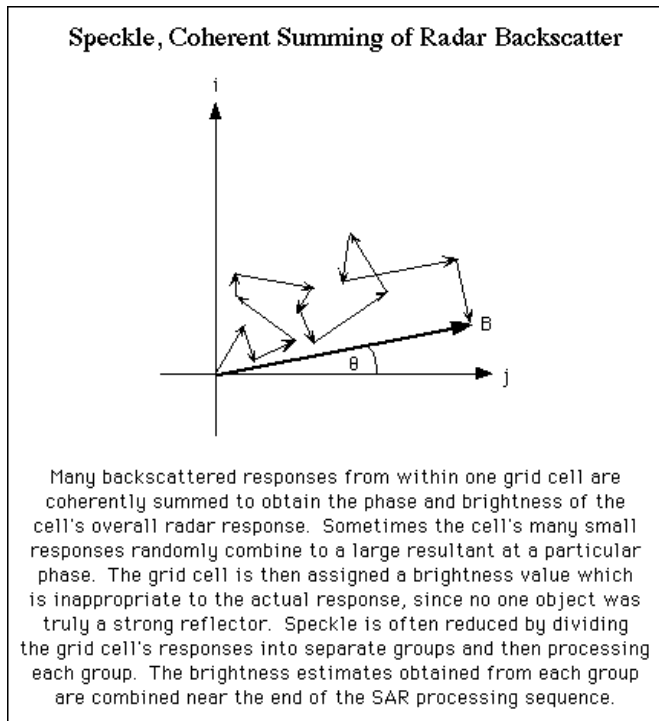 Speckle, Coherent Summing of Radar Backscatter
i
B
θ
j
Many backscattered responses from within one grid cell are
coherently summed to obtain the phase and brightness of the
cell's overall radar response. Sometimes the cell's many small
responses randomly combine to a large resultant at a particular
phase. The grid cell is then assigned a brightness value which
is inappropriate to the actual response, since no one object was
truly a strong reflector. Speckle is often reduced by dividing
the grid cell's responses into separate groups and then processing
each group. The brightness estimates obtained from each group
are combined near the end of the SAR processing sequence.